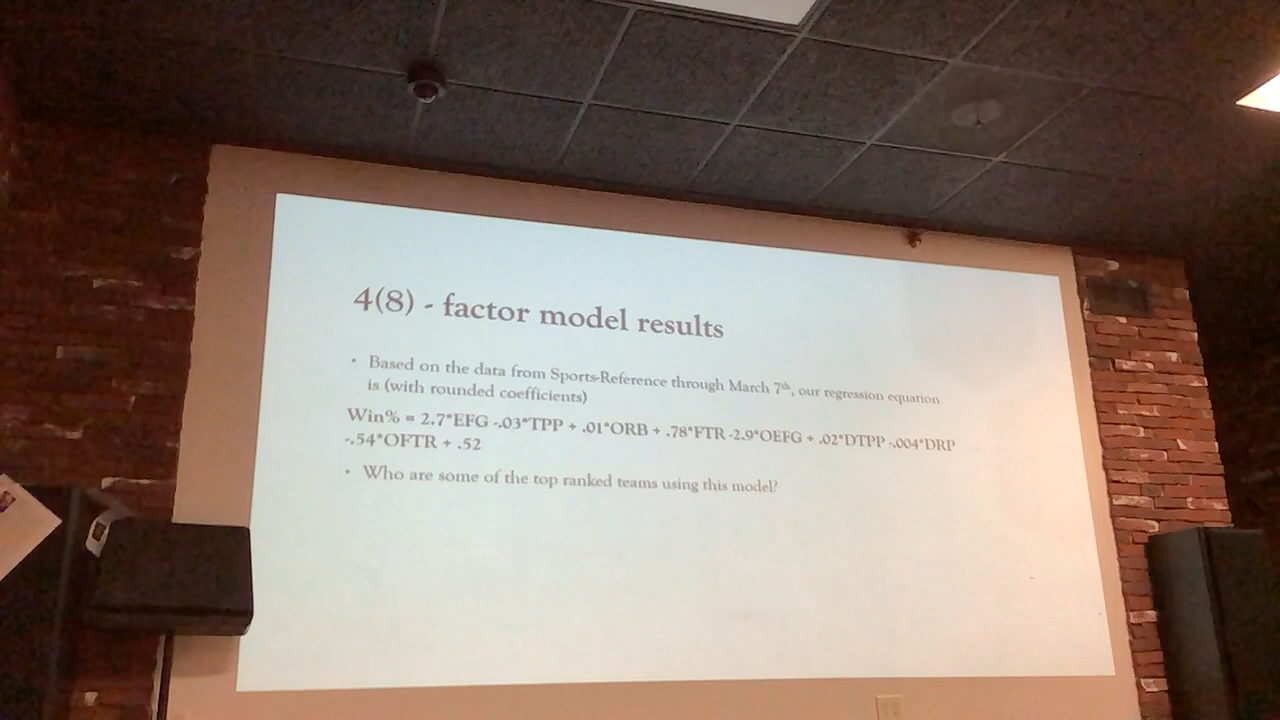 4(8) - factor model results
• Based on the data from Sports-Reference through March 7th, our regression equation
is (with rounded coefficients)
Win% = 2.7*EFG -.03*TPP + .01*ORB + .78*FTR -2.9*OEFG + .02*DTPP -.004*DRP
-.54*OFTR + .52
• Who are some of the top ranked teams using this model?